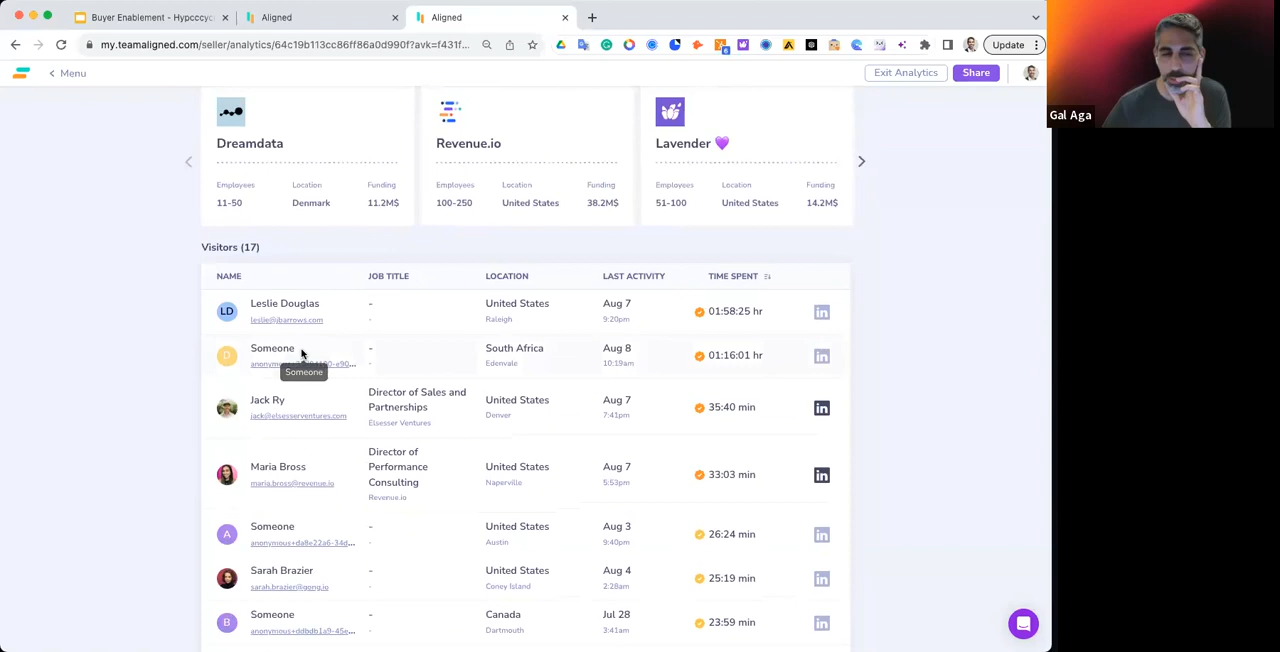 Buyer Enablement - Hypcccyc
Aligned
Aligned
my.teamaligned.com/seller/analytics/64c19b113cc86ff86a0d990f?avk=f431f...
Update
Menu
Exit Analytics
Share
Gal Aga
Dreamdata
Revenue.io
Lavender 💜
Employees
Location
Funding
Employees
Location
Funding
Employees
Location
Funding
11-50
Denmark
11.2M$
100-250
United States
38.2M$
51-100
United States
14.2M$
Visitors (17)
NAME
JOB TITLE
LOCATION
LAST ACTIVITY
TIME SPENT
LD
Leslie Douglas
leslie@jbarrows.com
-
-
United States
Raleigh
Aug 7
9:20pm
01:58:25 hr
in
D
Someone
-
-
South Africa
Edenvale
Aug 8
10:19am
01:16:01 hr
in
Someone
Jack Ry
jack@elsesserventures.com
Director of Sales and
Partnerships
Elsesser Ventures
United States
Denver
Aug 7
7:41pm
35:40 min
in
Maria Bross
maria.bross@revenue.io
Director of
Performance
Consulting
Revenue.io
United States
Naperville
Aug 7
5:53pm
33:03 min
in
A
Someone
anonymous+da8e22a6-34d...
-
-
United States
Austin
Aug 3
9:40pm
26:24 min
in
Sarah Brazier
sarah.brazier@gong.io
-
-
United States
Coney Island
Aug 4
2:28am
25:19 min
in
B
Someone
anonymous+ddbdb1a9-45e...
-
-
Canada
Dartmouth
Jul 28
3:41am
23:59 min
in